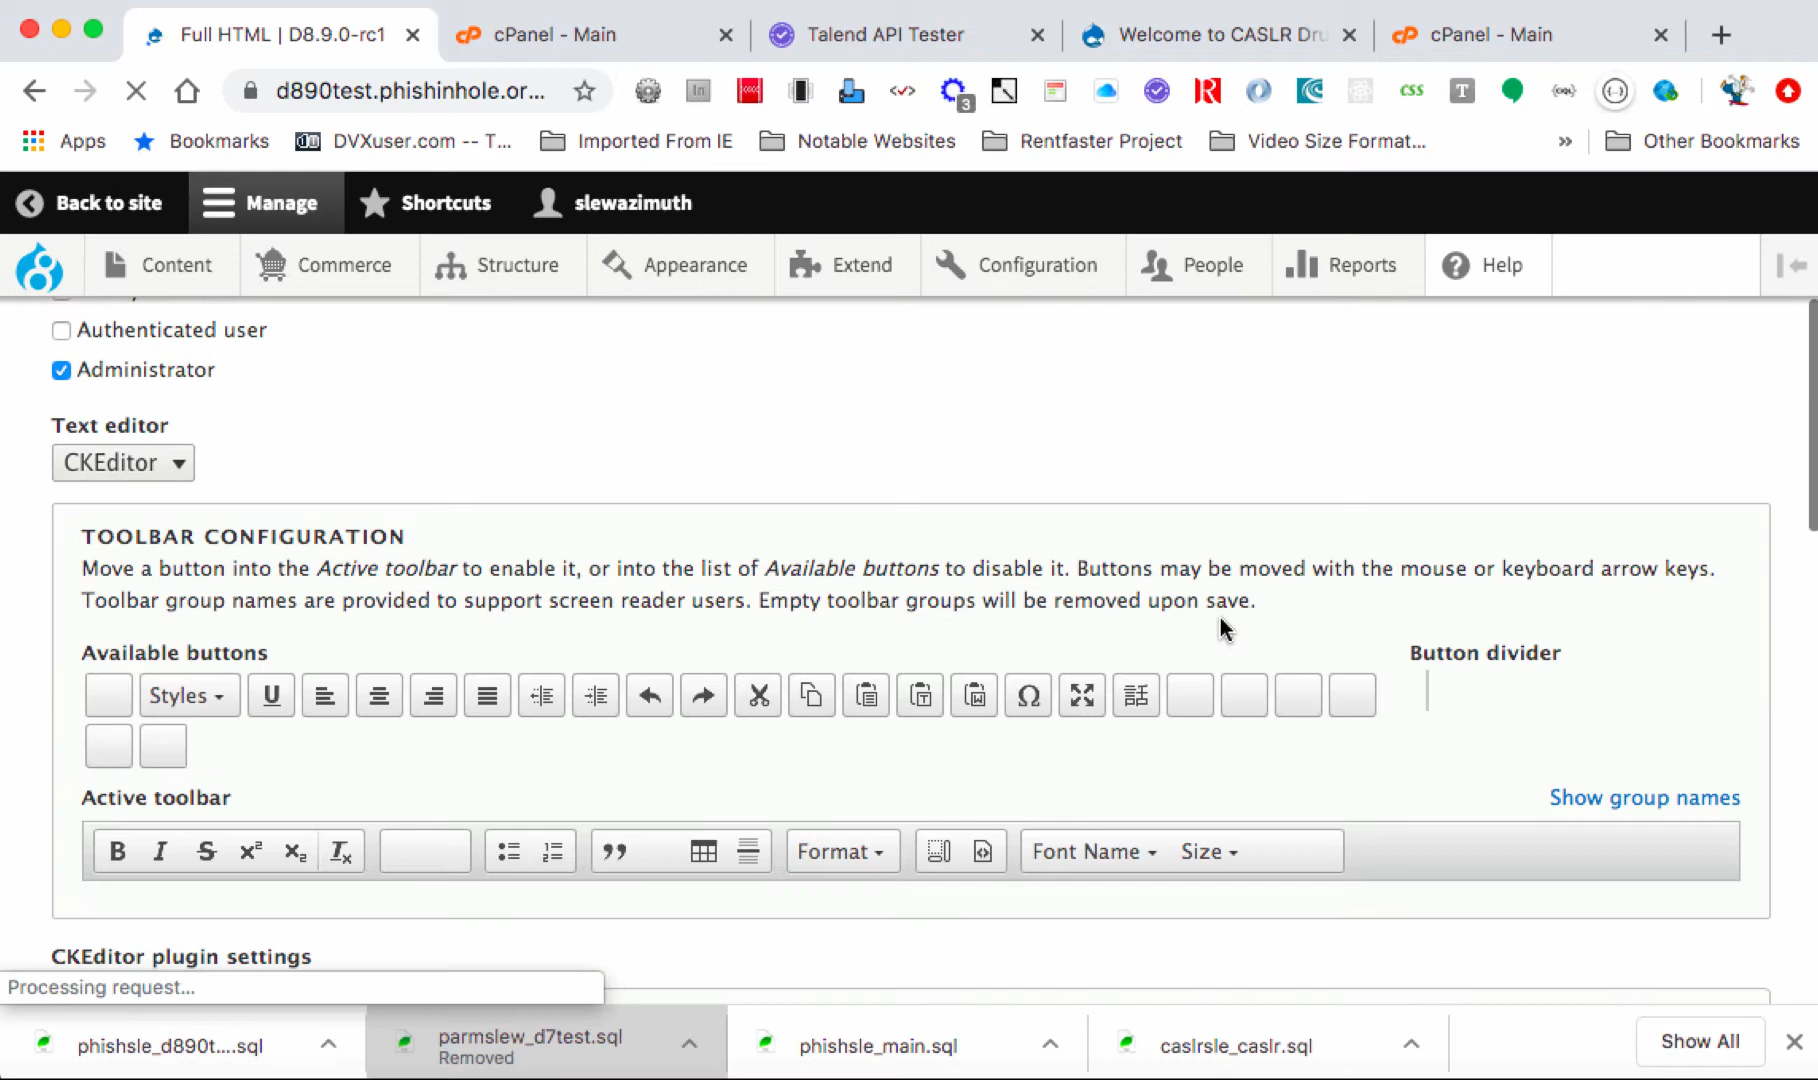 Full HTML | D8.9.0-rc1
cPanel - Main
Talend API Tester
Welcome to CASLR Dru
cPanel - Main
d890test.phishinhole.or...
3
css
T
Apps
Bookmarks
DVXuser.com -- T...
Imported From IE
Notable Websites
Rentfaster Project
Video Size Format...
»
Other Bookmarks
Back to site
Manage
Shortcuts
slewazimuth
Content
Commerce
Structure
Appearance
Extend
Configuration
People
Reports
Help
Authenticated user
Administrator
Text editor
CKEditor
TOOLBAR CONFIGURATION
Move a button into the Active toolbar to enable it, or into the list of Available buttons to disable it. Buttons may be moved with the mouse or keyboard arrow keys.
Toolbar group names are provided to support screen reader users. Empty toolbar groups will be removed upon save.
Available buttons
Button divider
Styles
U
Ω
話
Active toolbar
Show group names
B I S x² x₂ Ix
Format
Font Name
Size
CKEditor plugin settings
Processing request...
phishsle_d890t....sql
parmslew_d7test.sql
Removed
phishsle_main.sql
caslrsle_caslr.sql
Show All